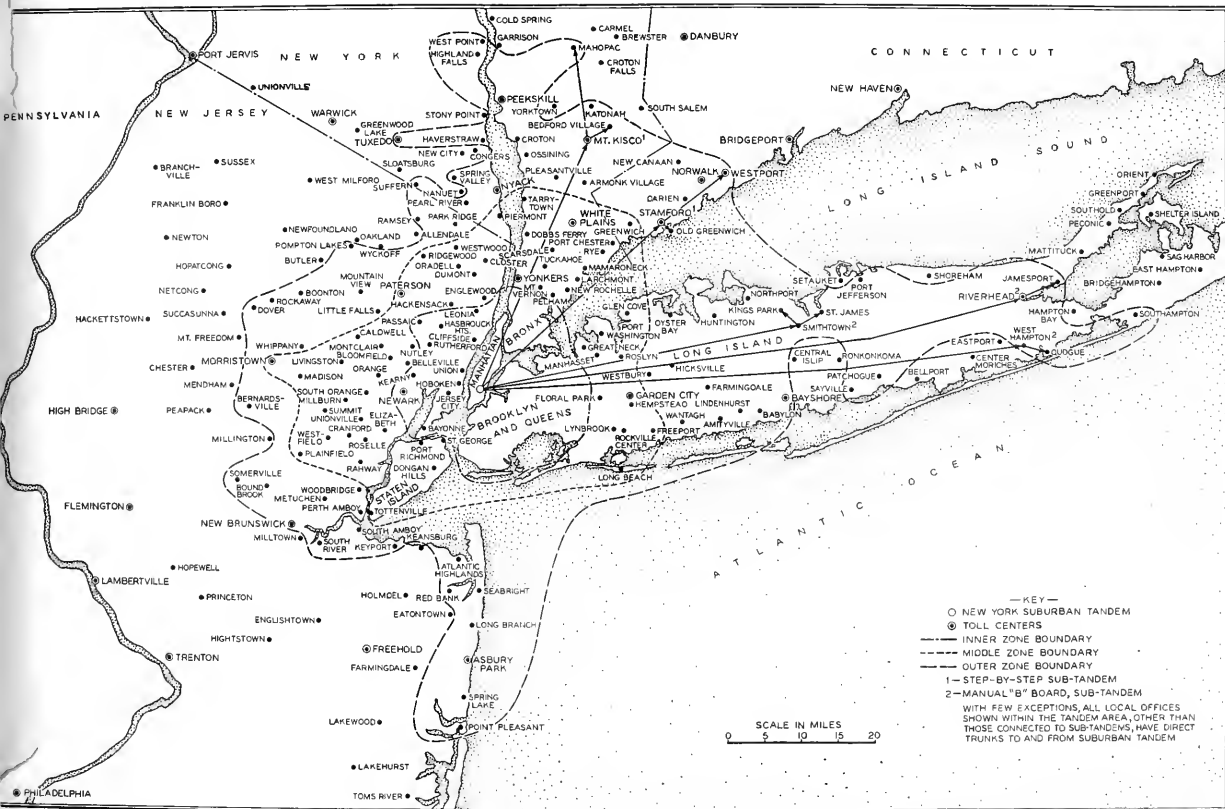 COLD SPRING
CARMEL
BREWSTER
DANBURY
WEST POINT
GARRISON
MAHOPAC
HIGHLAND
FALLS
CROTON
FALLS
CONNECTICUT
PORT JERVIS
NEW YORK
UNIONVILLE
PEEKSKILL
YORKTOWN
KATONAH
SOUTH SALEM
NEW HAVEN
PENNSYLVANIA
NEW JERSEY
WARWICK
STONY POINT
BEDFORD VILLAGE
GREENWOOD
LAKE
TUXEDO
HAVERSTRAW
CROTON
MT. KISCO
BRIDGEPORT
NEW CITY
CONGERS
OSSINING
SLOATSBURG
NEW CANAAN
BRANCH-
VILLE
SUSSEX
SPRING
VALLEY
NYACK
PLEASANTVILLE
NORWALK
WESTPORT
WEST MILFORD
SUFFERN
NANUET
ARMONK VILLAGE
LONG ISLAND SOUND
ORIENT
PEARL RIVER
TARRY-
TOWN
DARIEN
GREENPORT
FRANKLIN BORO
RAMSEY
PARK RIDGE
PIERMONT
WHITE
PLAINS
STAMFORD
SOUTHOLD
SHELTER ISLAND
NEWFOUNDLAND
ALLENDALE
DOBBS FERRY
GREENWICH
OLD GREENWICH
PECONIC
NEWTON
OAKLAND
POMPTON LAKES
WYCKOFF
WESTWOOD
SCARSDALE
PORT CHESTER
RYE
MATTITUCK
BUTLER
RIDGEWOOD
CLOSTER
TUCKAHOE
SAG HARBOR
HOPATCONG
ORADELL
MAMARONECK
EAST HAMPTON
MOUNTAIN
VIEW
DUMONT
YONKERS
LARCHMONT
SETAUKET
PORT
JEFFERSON
SHOREHAM
JAMESPORT
BRIDGEHAMPTON
NETCONG
BOONTON
PATERSON
ENGLEWOOD
MT.
VERNON
NEW ROCHELLE
NORTHPORT
RIVERHEAD 2
ROCKAWAY
DOVER
HACKENSACK
PELHAM
GLEN COVE
KINGS PARK
ST. JAMES
HACKETTSTOWN
SUCCASUNNA
LITTLE FALLS
LEONIA
BRONX
OYSTER
BAY
HUNTINGTON
SMITHTOWN 2
HAMPTON
BAY
SOUTHAMPTON
PASSAIC
HASBROUCK
HTS.
PORT
WASHINGTON
MT. FREEDOM
CALDWELL
CLIFFSIDE
RUTHERFORD
MANHATTAN
GREAT NECK
WEST
HAMPTON
WHIPPANY
MONTCLAIR
NUTLEY
MANHASSET
ROSLYN
LONG ISLAND
EASTPORT
QUOGUE
MORRISTOWN
BLOOMFIELD
BELLEVILLE
HICKSVILLE
CENTRAL
ISLIP
RONKONKOMA
CENTER
MORICHES
CHESTER
LIVINGSTON
ORANGE
UNION
WESTBURY
MADISON
KEARNY
PATCHOGUE
BELLPORT
MENDHAM
HOBOKEN
FARMINGDALE
SAYVILLE
SOUTH ORANGE
MILLBURN
NEWARK
JERSEY
CITY
FLORAL PARK
GARDEN CITY
BAYSHORE
BERNARDS-
VILLE
HEMPSTEAD
LINDENHURST
HIGH BRIDGE
PEAPACK
SUMMIT
UNIONVILLE
ELIZA-
BETH
BROOKLYN
AND QUEENS
WANTAGH
BABYLON
CRANFORD
BAYONNE
AMITYVILLE
MILLINGTON
WEST-
FIELD
ROSELLE
ST. GEORGE
LYNBROOK
ROCKVILLE
CENTER
FREEPORT
PLAINFIELD
PORT
RICHMOND
RAHWAY
DONGAN
HILLS
LONG BEACH
SOMERVILLE
BOUND
BROOK
WOODBRIDGE
STATEN
ISLAND
METUCHEN
PERTH AMBOY
TOTTENVILLE
FLEMINGTON
NEW BRUNSWICK
SOUTH AMBOY
MILLTOWN
SOUTH
RIVER
KEYPORT
KEANSBURG
ATLANTIC OCEAN
ATLANTIC
HIGHLANDS
HOPEWELL
LAMBERTVILLE
PRINCETON
HOLMDEL
RED BANK
SEABRIGHT
EATONTOWN
ENGLISHTOWN
LONG BRANCH
HIGHTSTOWN
FREEHOLD
TRENTON
FARMINGDALE
ASBURY
PARK
SPRING
LAKE
LAKEWOOD
POINT PLEASANT
LAKEHURST
PHILADELPHIA
TOMS RIVER
SCALE IN MILES
0 5 10 15 20
—KEY—
NEW YORK SUBURBAN TANDEM
TOLL CENTERS
INNER ZONE BOUNDARY
MIDDLE ZONE BOUNDARY
OUTER ZONE BOUNDARY
1—STEP-BY-STEP SUB-TANDEM
2—MANUAL "B" BOARD, SUB-TANDEM
WITH FEW EXCEPTIONS, ALL LOCAL OFFICES
SHOWN WITHIN THE TANDEM AREA, OTHER THAN
THOSE CONNECTED TO SUB-TANDEMS, HAVE DIRECT
TRUNKS TO AND FROM SUBURBAN TANDEM